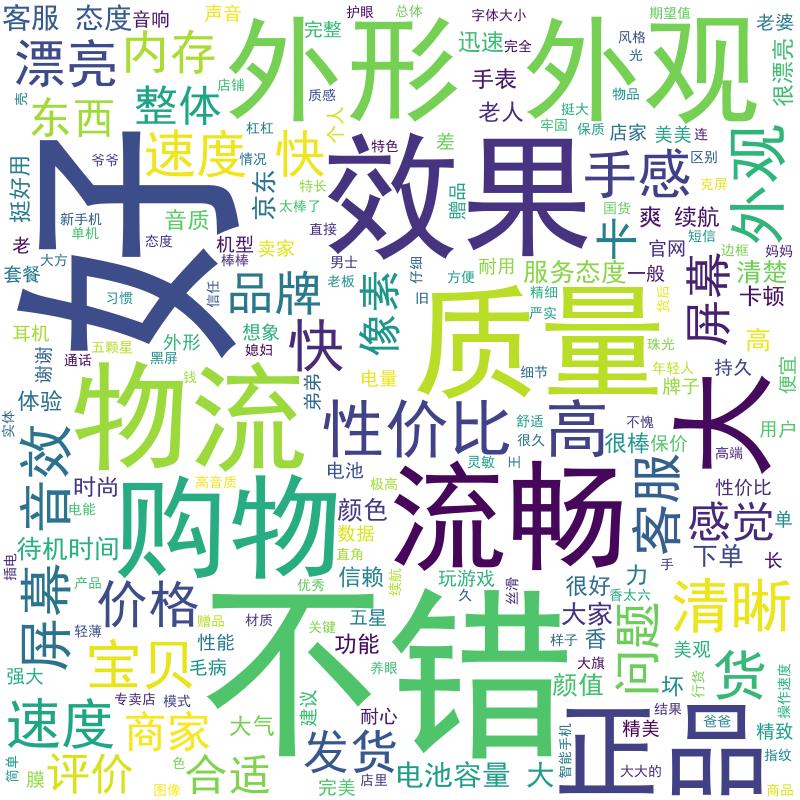 客服
态度
音响
声音
护眼
总体
字体大小
期望值
老婆
漂亮
内存
完整
外形
迅速
完全
外观
风格
光
很漂亮
壳
东西
整体
店铺
质感
个人
手表
老人
差
挺大
牢固
物品
保质
店家
美美
连
外观
挺好用
爷爷
速度
杠杠
情况
快
特色
效果
手感
区别
克屏
好
女子
新手机
单机
音质
京东
特长
太棒了
赠品
国货
爽
续航
短信
边框
妈妈
老
大方
态度
机型
棒棒
卖家
直接
男士
老板
仔细
方便
耐用
卡
官网
服务态度
一般
清楚
套餐
习惯
信任
品牌
像素
精细
严实
质量
货后
屏幕
卡顿
耳机
五颗星
外形
黑屏
想象
快
高
珠光
谢谢
通话
媳妇
钱
电量
细节
年轻人
牌子
持久
便宜
实体
体验
物流
弟弟
性价比
舒适
很久
高
不愧
很棒
保价
大
用户
音效
时尚
高音质
电池
极高
灵敏
王
高端
电能
购物
颜色
流畅
客服
性价比
感觉
单
待机时间
数据
直角
下单
长
插电
屏幕
产品
价格
优秀
信赖
玩游戏
续航
丝滑
很好
力
手
香太六
清晰
轻薄
赠品
材质
不错
五星
久
大家
香
问题
宝贝
性能
毛病
关键
功能
养眼
样子
大旗
美观
强大
颜值
坏
行货
货
操作速度
专卖店
模式
建议
耐心
结果
爸爸
速度
商家
大气
发货
智能手机
正品
精美
精致
指纹
简单
膜
评价
色
图像
合适
完美
店里
电池容量
大
大大的
商品